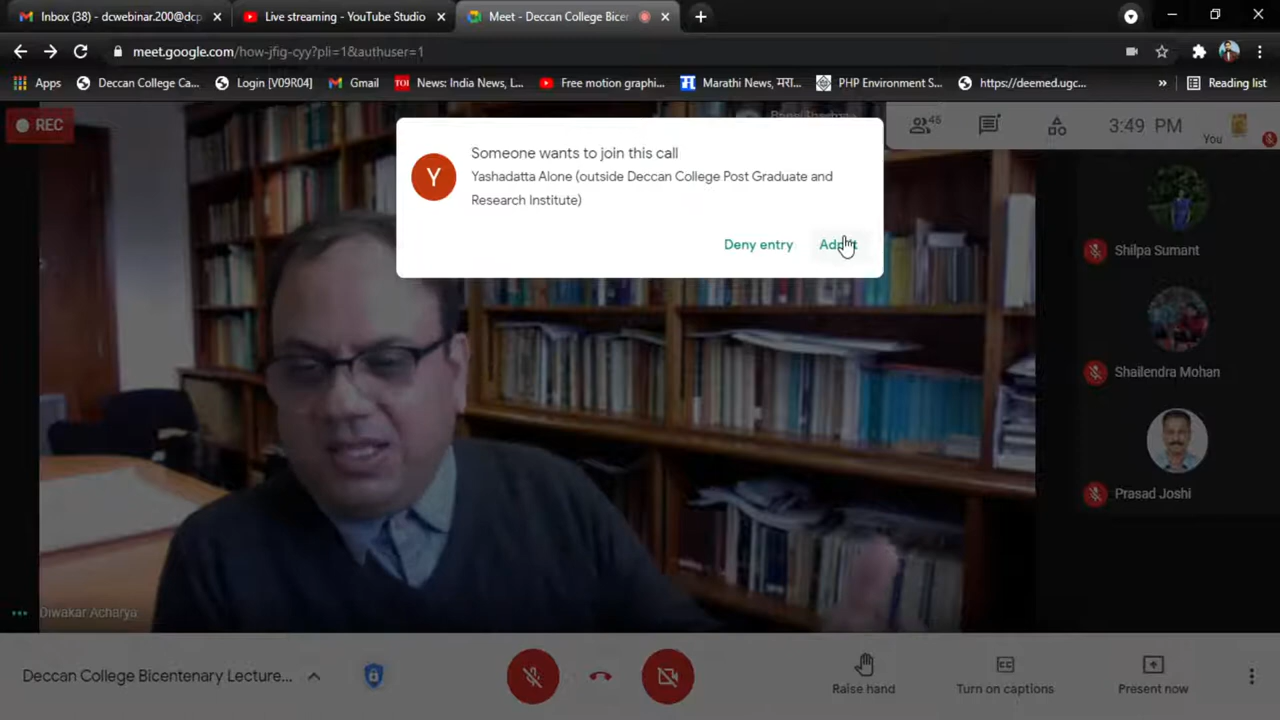 Inbox (38) - dcwebinar.200@dcp
Live streaming - YouTube Studio
Meet - Deccan College Bicer
meet.google.com/how-jfig-cyy?pli=1&authuser=1
Apps
Deccan College Ca...
Login [V09R04]
Gmail
TOI
News: India News, L...
Free motion graphi...
Marathi News, मरा...
PHP Environment S...
https://deemed.ugc...
»
Reading list
REC
46
3:49 PM
You
Someone wants to join this call
Y
Yashadatta Alone (outside Deccan College Post Graduate and
Research Institute)
Deny entry
Shilpa Sumant
Shailendra Mohan
Prasad Joshi
Diwakar Acharya
Deccan College Bicentenary Lecture...
Raise hand
CC
Turn on captions
Present now